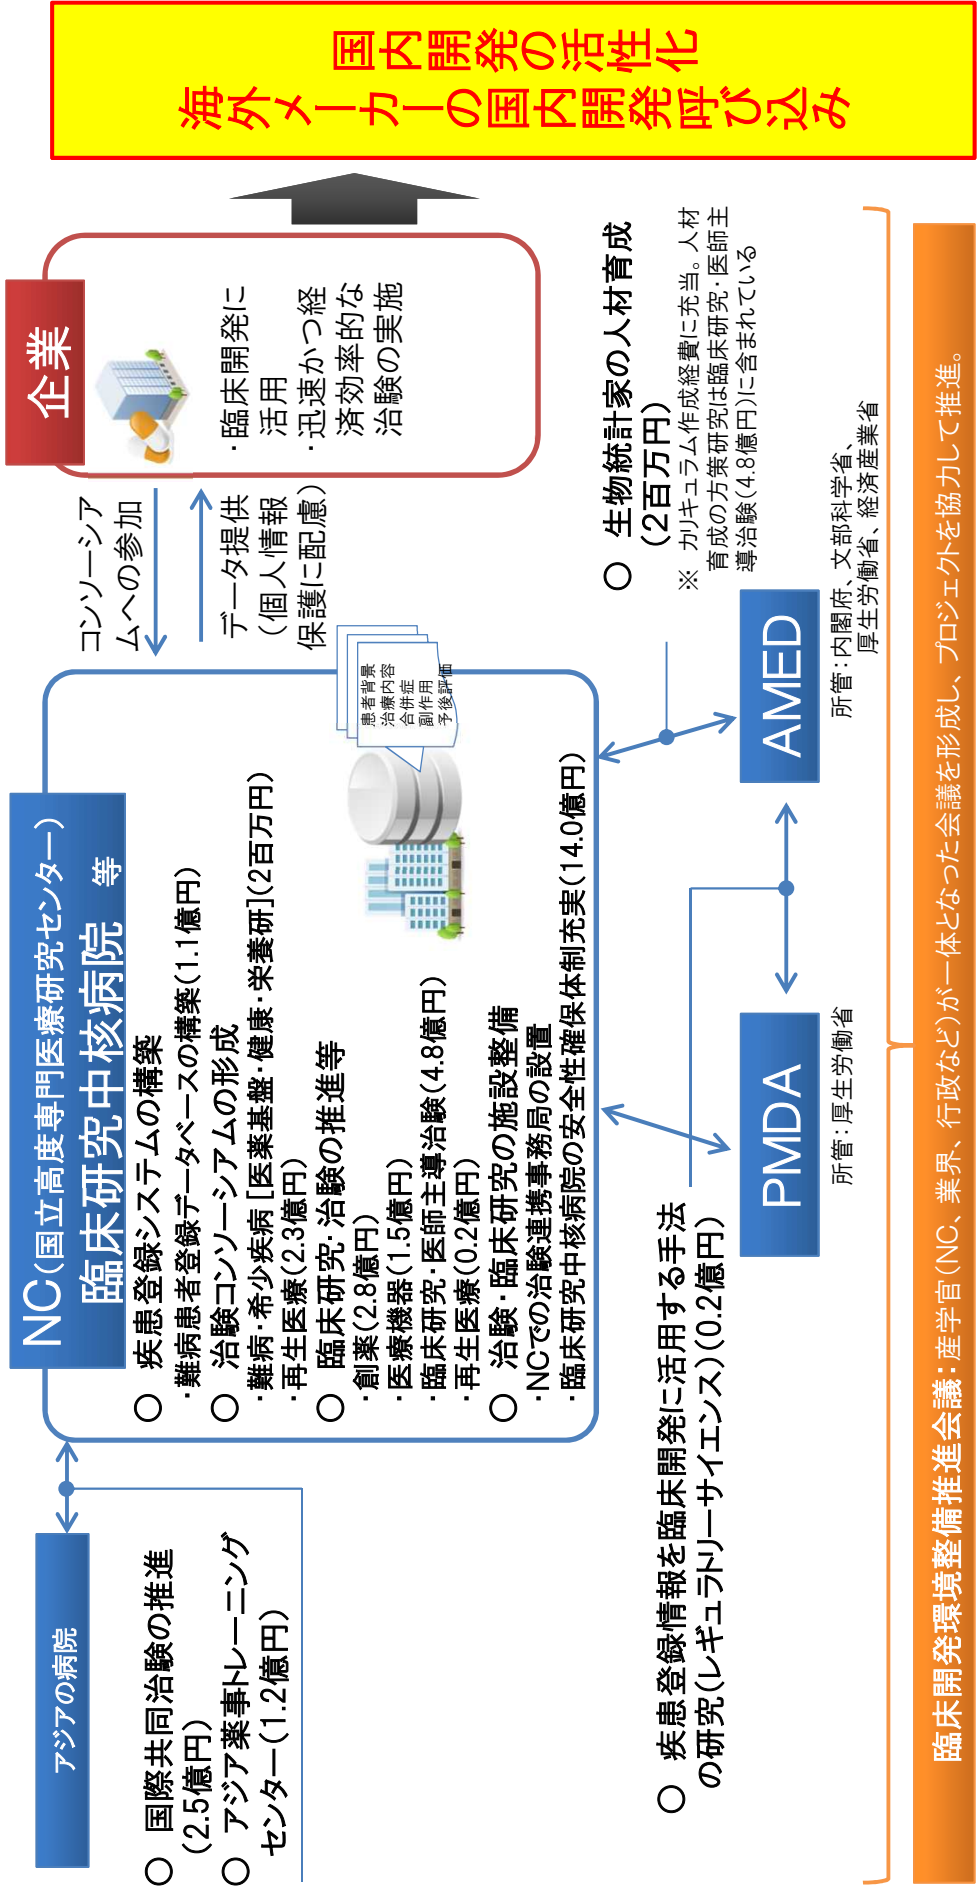 アジアの病院
○ 国際共同治験の推進
(2.5億円)
○ アジア薬事トレーニング
センター(1.2億円)
NC(国立高度専門医療研究センター)
臨床研究中核病院 等
○ 疾患登録システムの構築
・難病患者登録データベースの構築(1.1億円)
○ 治験コンソーシアムの形成
・難病・希少疾病[医薬基盤・健康・栄養研](2百万円)
・再生医療(2.3億円)
○ 臨床研究・治験の推進等
・創薬(2.8億円)
・医療機器(1.5億円)
・臨床研究・医師主導治験(4.8億円)
・再生医療(0.2億円)
○ 治験・臨床研究の施設整備
・NCでの治験連携事務局の設置
・臨床研究中核病院の安全性確保体制充実(14.0億円)
患者背景
治療内容
合併症
副作用
予後評価
コンソーシア
ムへの参加
データ提供
(個人情報
保護に配慮)
企業
・臨床開発に
活用
・迅速かつ経
済効率的な
治験の実施
国内開発の活性化
海外メーカーの国内開発呼び込み
○ 疾患登録情報を臨床開発に活用する手法
の研究(レギュラトリーサイエンス)(0.2億円)
PMDA
所管:厚生労働省
AMED
所管:内閣府、文部科学省、
厚生労働省、経済産業省
○ 生物統計家の人材育成
(2百万円)
※ カリキュラム作成経費に充当。人材
育成の方策研究は臨床研究・医師主
導治験(4.8億円)に含まれている
臨床開発環境整備推進会議:産学官(NC、業界、行政など)が一体となった会議を形成し、プロジェクトを協力して推進。